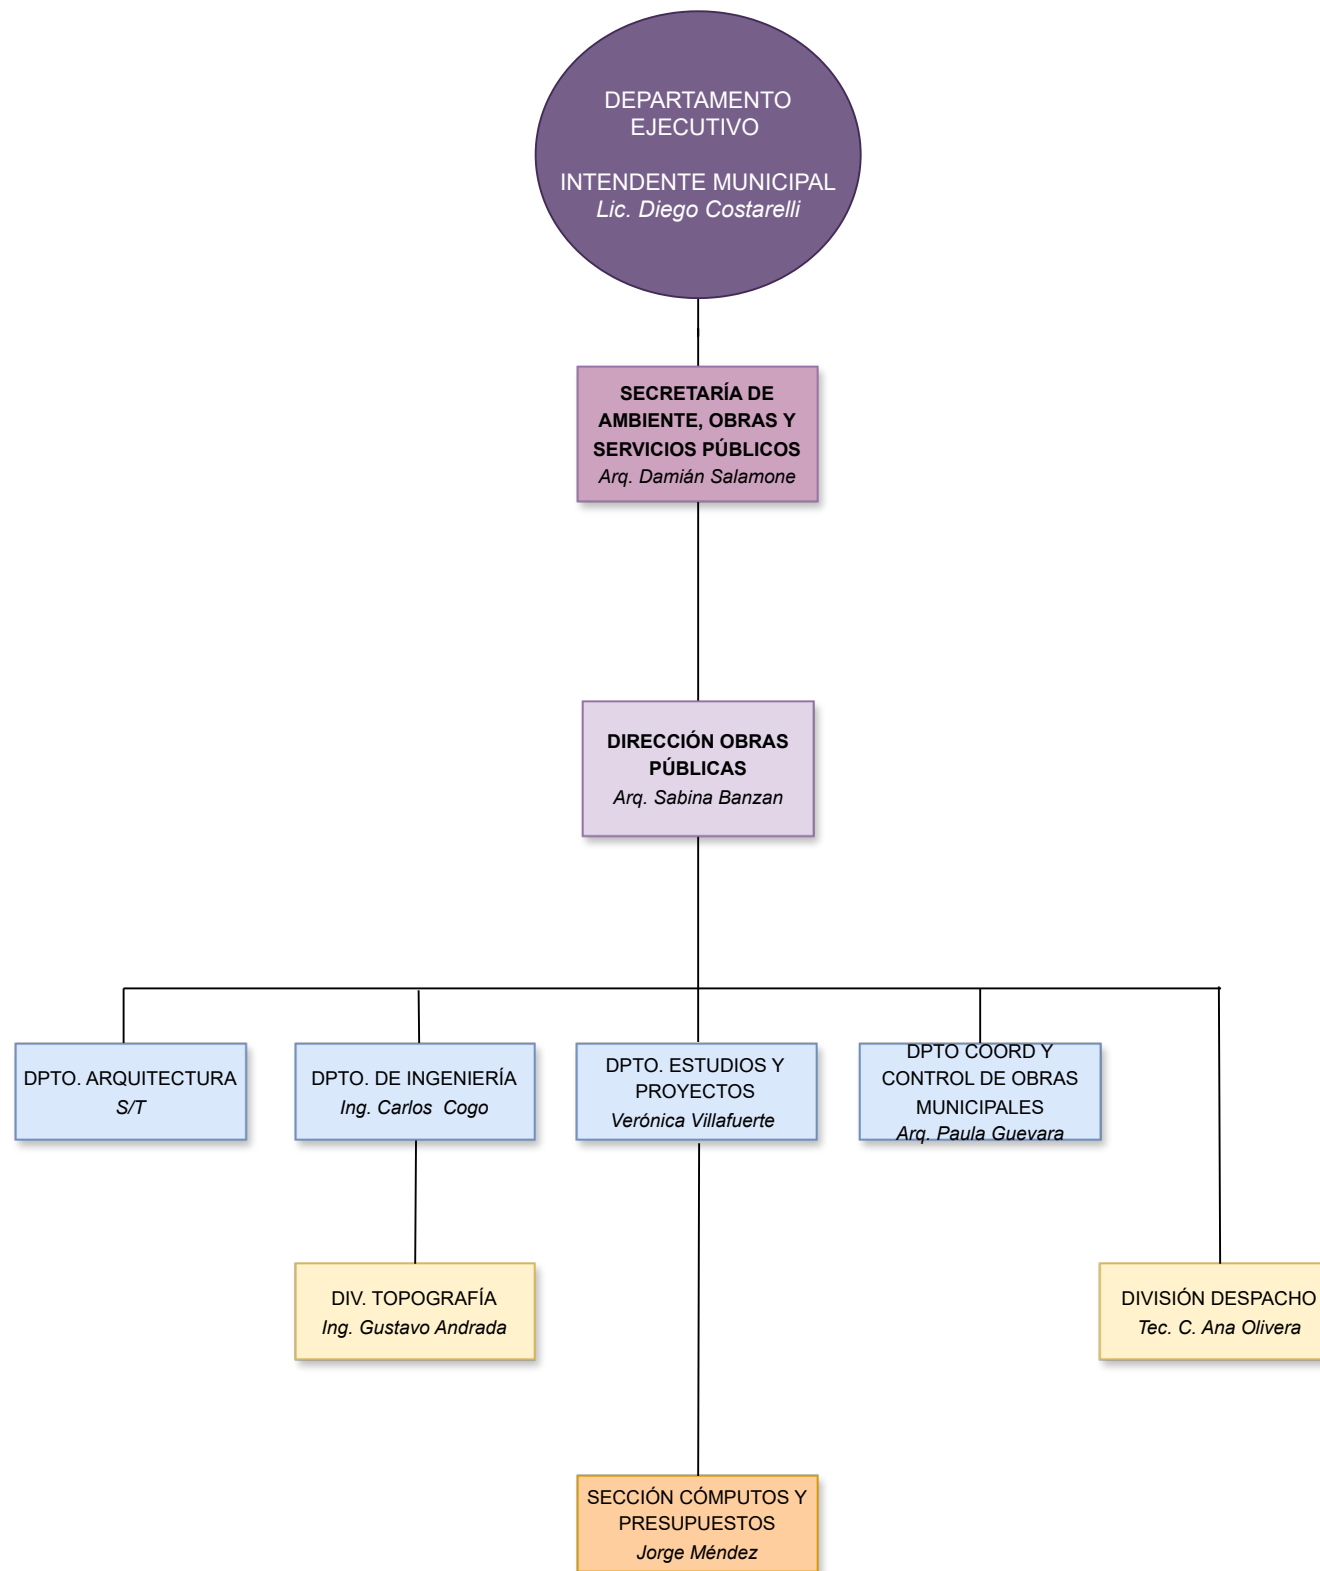 DEPARTAMENTO
EJECUTIVO
INTENDENTE MUNICIPAL
Lic. Diego Costarelli
SECRETARÍA DE
AMBIENTE, OBRAS Y
SERVICIOS PÚBLICOS
Arq. Damián Salamone
DIRECCIÓN OBRAS
PÚBLICAS
Arq. Sabina Banzan
DPTO. ARQUITECTURA
S/T
DPTO. DE INGENIERÍA
Ing. Carlos  Cogo
DPTO. ESTUDIOS Y
PROYECTOS
Verónica Villafuerte
DPTO COORD Y
CONTROL DE OBRAS
MUNICIPALES
Arq. Paula Guevara
DIV. TOPOGRAFÍA
Ing. Gustavo Andrada
DIVISIÓN DESPACHO
Tec. C. Ana Olivera
SECCIÓN CÓMPUTOS Y
PRESUPUESTOS
Jorge Méndez